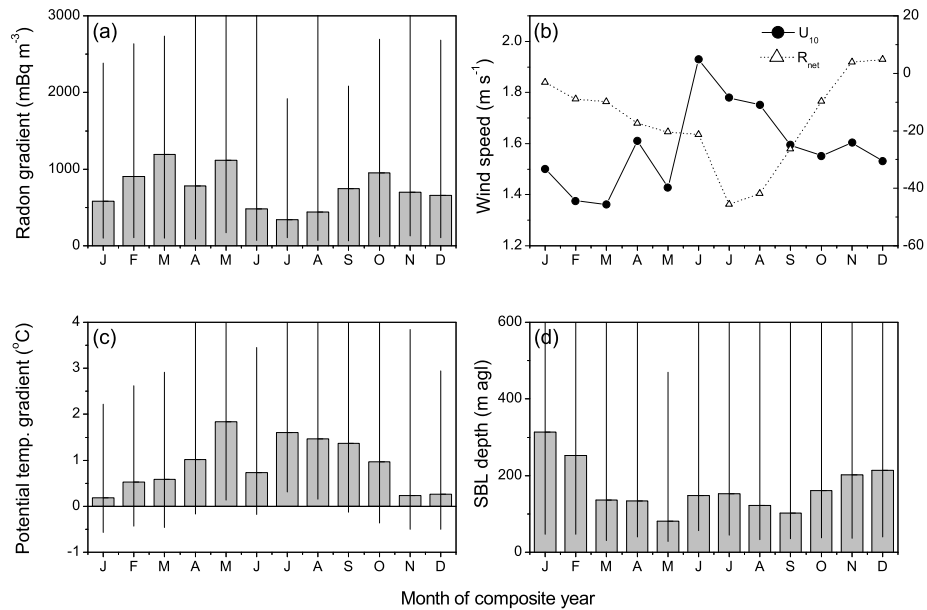 (a)
Radon gradient (mBq m⁻³)
3000
2000
1000
0
J F M A M J J A S O N D
(b)
U₁₀
Rₙₑₜ
Wind speed (m s⁻¹)
2.0
1.8
1.6
1.4
1.2
20
0
-20
-40
-60
J F M A M J J A S O N D
(c)
Potential temp. gradient (°C)
4
3
2
1
0
-1
J F M A M J J A S O N D
(d)
SBL depth (m agl)
600
400
200
0
J F M A M J J A S O N D
Month of composite year